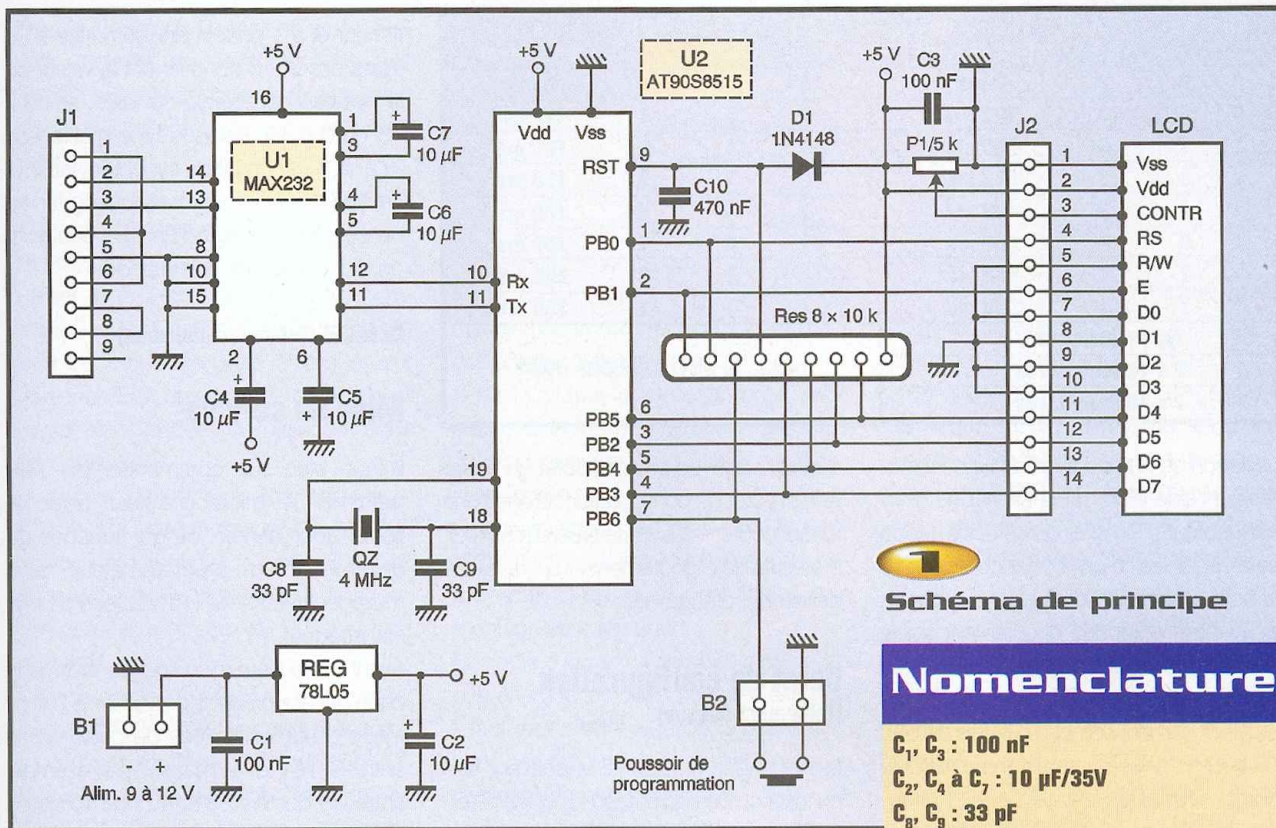 +5 V
16
J1
1
2
3
4
5
6
7
8
9
14
13
8
10
15
U1
MAX232
1
3
4
5
12
11
2
6
C7
10 µF
C6
10 µF
C4
10 µF
+5 V
C5
10 µF
+5 V
Vdd
Vss
U2
AT90S8515
10
11
Rx
Tx
19
18
RST
9
PB0
1
PB1
2
PB5
6
PB2
3
PB4
5
PB3
4
PB6
7
C10
470 nF
D1
1N4148
Res 8 × 10 k
+5 V
C3
100 nF
P1/5 k
J2
LCD
1
Vss
2
Vdd
3
CONTR
4
RS
5
R/W
6
E
7
D0
8
D1
9
D2
10
D3
11
D4
12
D5
13
D6
14
D7
C8
33 pF
QZ
4 MHz
C9
33 pF
B1
- +
Alim. 9 à 12 V
C1
100 nF
REG
78L05
+5 V
C2
10 µF
B2
Poussoir de
programmation
1
Schéma de principe
Nomenclature
C₁, C₃ : 100 nF
C₂, C₄ à C₇ : 10 µF/35V
C₈, C₉ : 33 pF